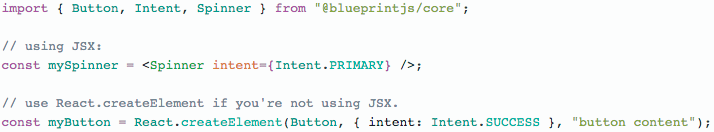 import { Button, Intent, Spinner } from "@blueprintjs/core";
// using JSX:
const mySpinner = <Spinner intent={Intent.PRIMARY} />;
// use React.createElement if you're not using JSX.
const myButton = React.createElement(Button, { intent: Intent.SUCCESS }, "button content");